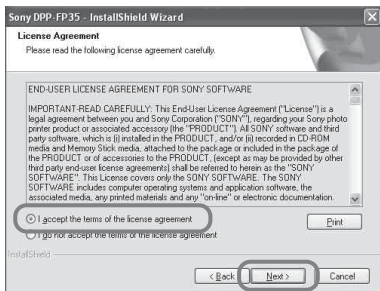 Sony DPP-FP35 - InstallShield Wizard
License Agreement
Please read the following license agreement carefully.
END-USER LICENSE AGREEMENT FOR SONY SOFTWARE
IMPORTANT-READ CAREFULLY: This End-User License Agreement ("License") is a
legal agreement between you and Sony Corporation ("SONY"), regarding your Sony photo
printer product or associated accessory (the "PRODUCT"). All SONY software and third
party software, which is (i) installed in the PRODUCT, and/or (ii) recorded in CD-ROM
media and Memory Stick media, attached to the package or included in the package of
the PRODUCT or of accessories to the PRODUCT, (except as may be provided by other
third party end-user license agreements) shall be referred to herein as the "SONY
SOFTWARE". This License covers only the SONY SOFTWARE. The SONY
SOFTWARE includes computer operating systems and application software, the
associated media, any printed materials and any "on-line" or electronic documentation.
I accept the terms of the license agreement
Print
I do not accept the terms of the license agreement
InstallShield
< Back
Next >
Cancel